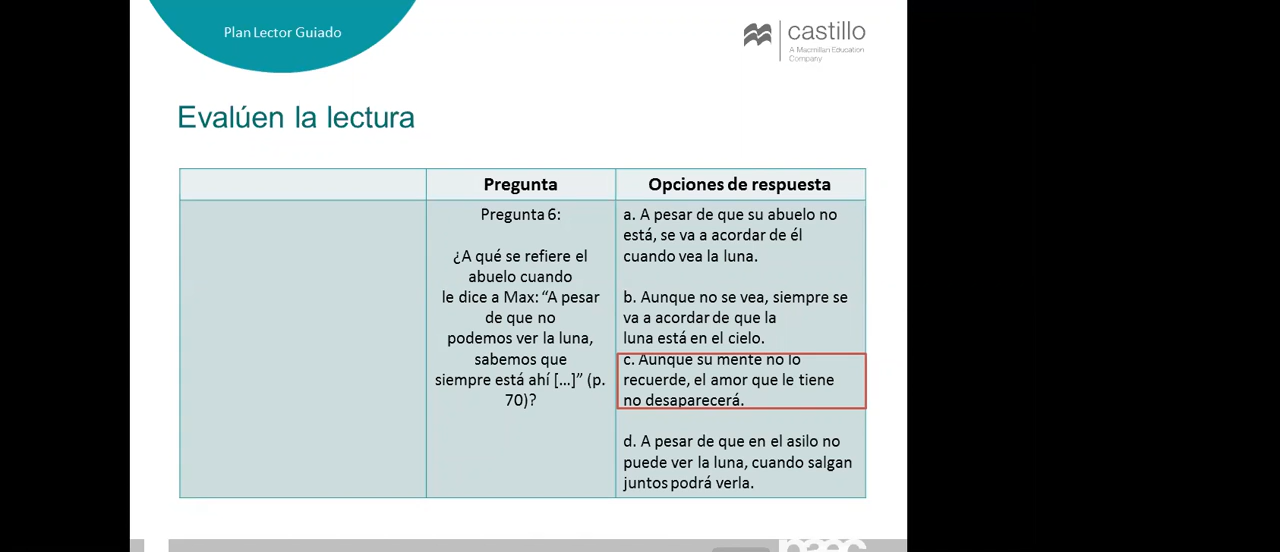 Plan Lector Guiado
castillo
A Macmillan Education
Company
Evalúen la lectura
Pregunta
Opciones de respuesta
Pregunta 6:
¿A qué se refiere el
abuelo cuando
le dice a Max: “A pesar
de que no
podemos ver la luna,
sabemos que
siempre está ahí [...]” (p.
70)?
a. A pesar de que su abuelo no
está, se va a acordar de él
cuando vea la luna.
b. Aunque no se vea, siempre se
va a acordar de que la
luna está en el cielo.
c. Aunque su mente no lo
recuerde, el amor que le tiene
no desaparecerá.
d. A pesar de que en el asilo no
puede ver la luna, cuando salgan
juntos podrá verla.